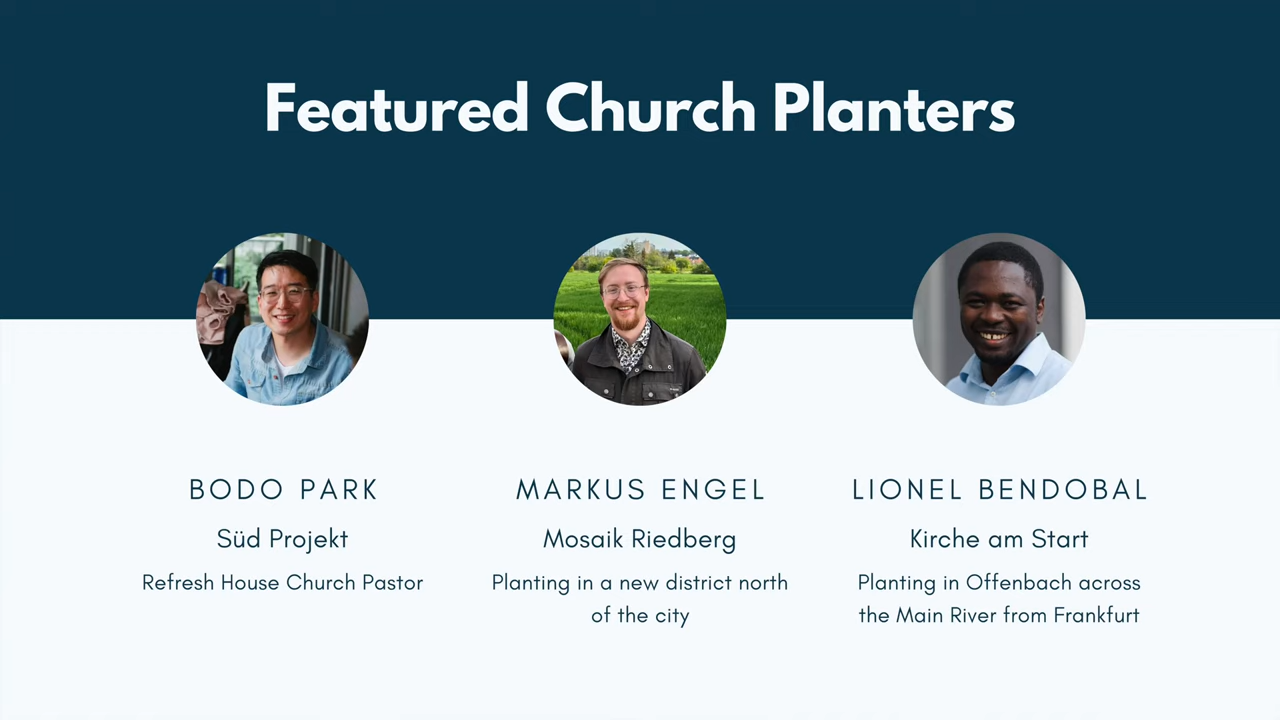 Featured Church Planters
BODO PARK
Süd Projekt
Refresh House Church Pastor
MARKUS ENGEL
Mosaik Riedberg
Planting in a new district north
of the city
LIONEL BENDOBAL
Kirche am Start
Planting in Offenbach across
the Main River from Frankfurt